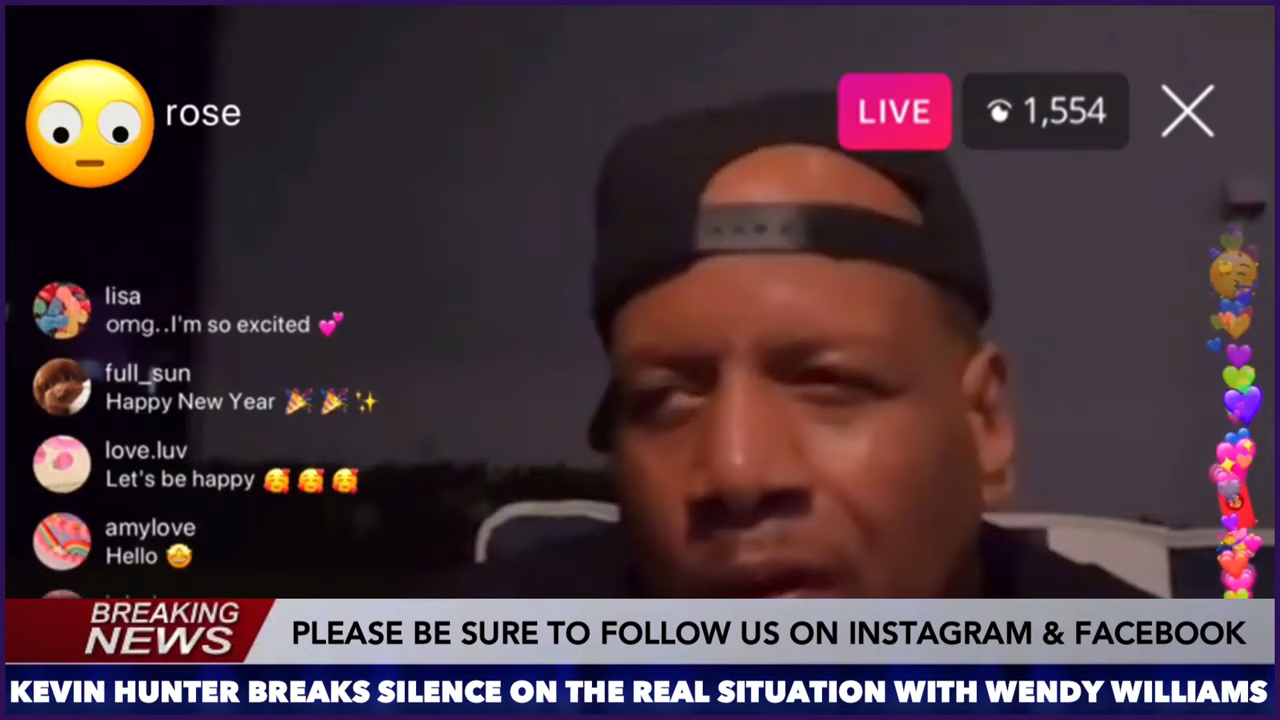 rose
LIVE
1,554
lisa
omg..I'm so excited 💕
full_sun
Happy New Year 🎉 🎉 ✨
love.luv
Let's be happy 🥰 🥰 🥰
amylove
Hello 🤩
BREAKING
NEWS
PLEASE BE SURE TO FOLLOW US ON INSTAGRAM & FACEBOOK
KEVIN HUNTER BREAKS SILENCE ON THE REAL SITUATION WITH WENDY WILLIAMS